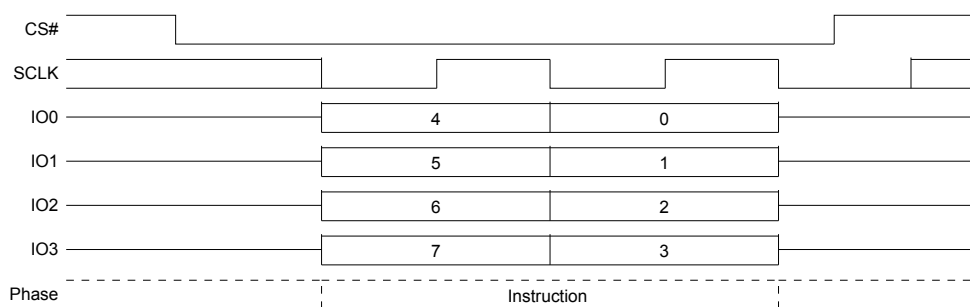 CS#
SCLK
IO0 4 0
IO1 5 1
IO2 6 2
IO3 7 3
Phase Instruction